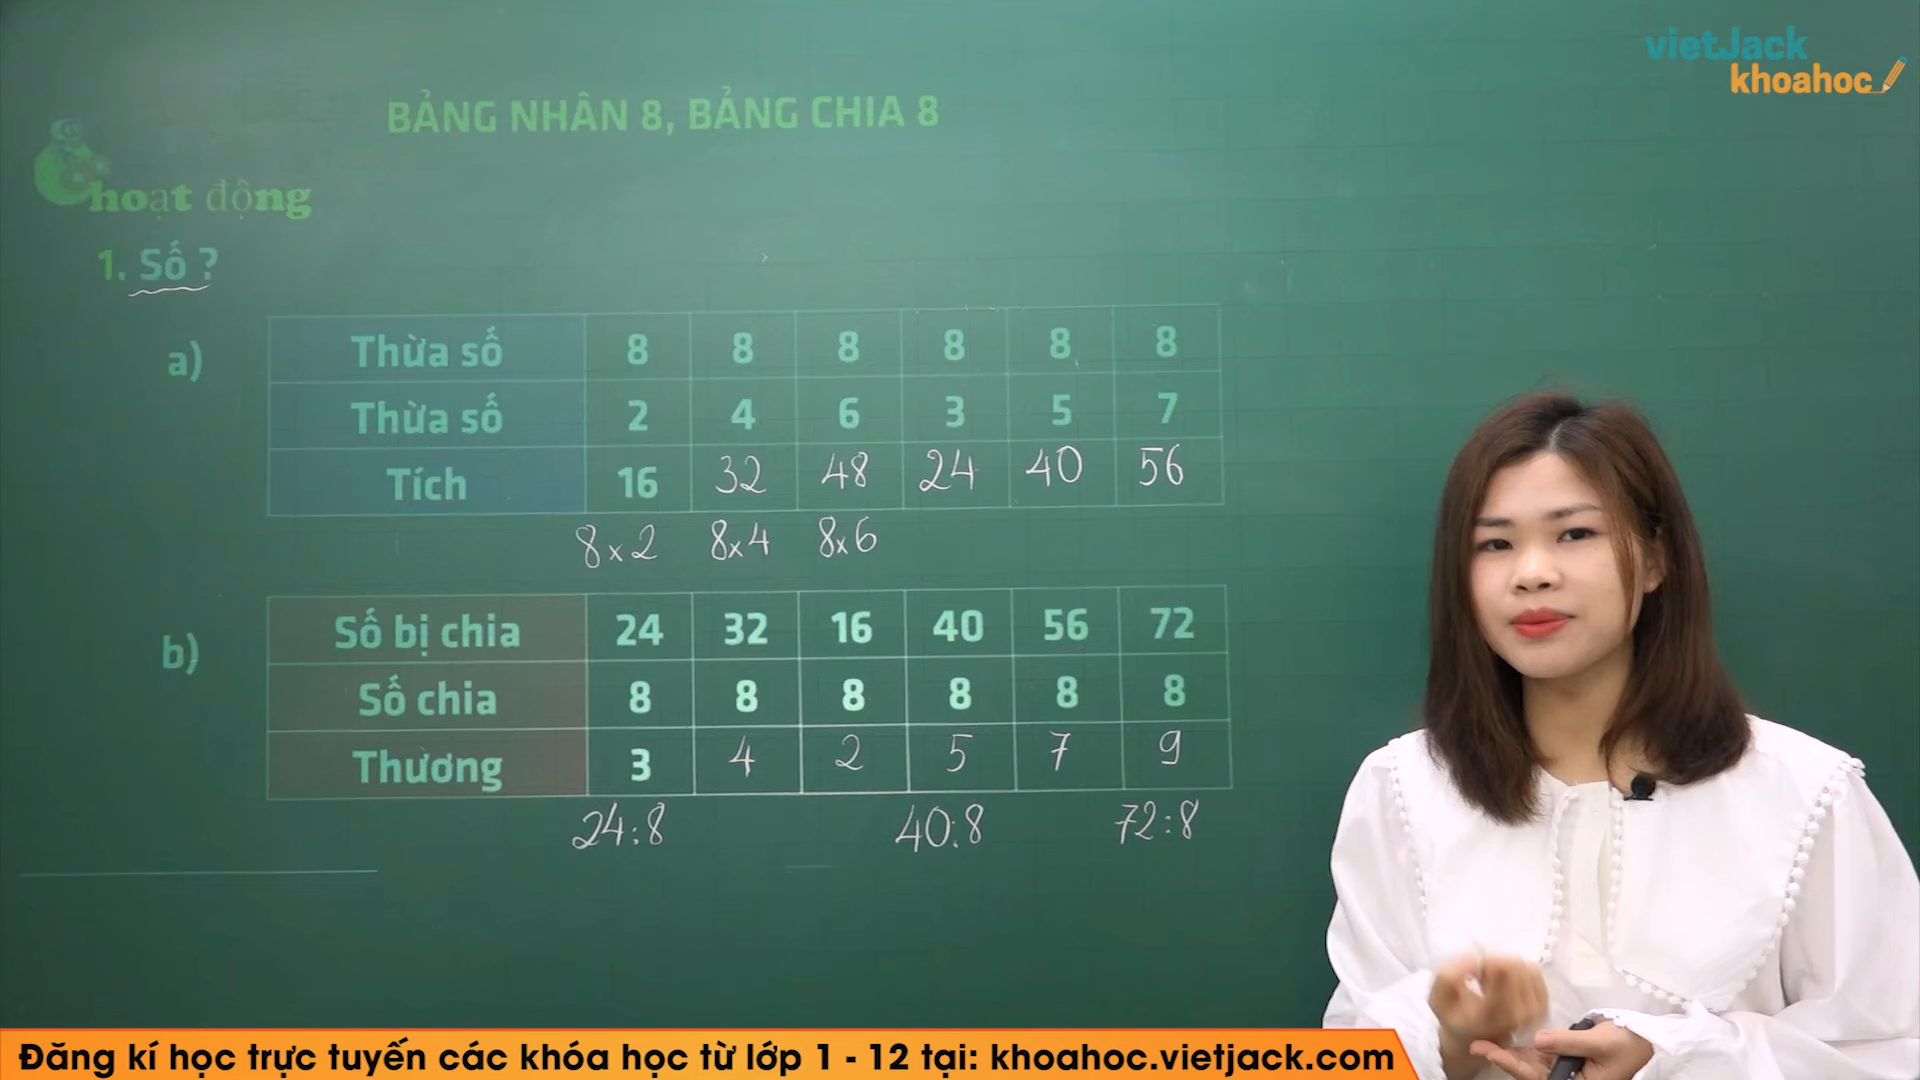 vietJack
khoahoc
BẢNG NHÂN 8, BẢNG CHIA 8
hoạt động
1. Số ?
a)
Thừa số 8 8 8 8 8 8
Thừa số 2 4 6 3 5 7
Tích 16 32 48 24 40 56
8x2 8x4 8x6
b)
Số bị chia 24 32 16 40 56 72
Số chia 8 8 8 8 8 8
Thương 3 4 2 5 7 9
24:8 40:8 72:8
Đăng kí học trực tuyến các khóa học từ lớp 1 - 12 tại: khoahoc.vietjack.com